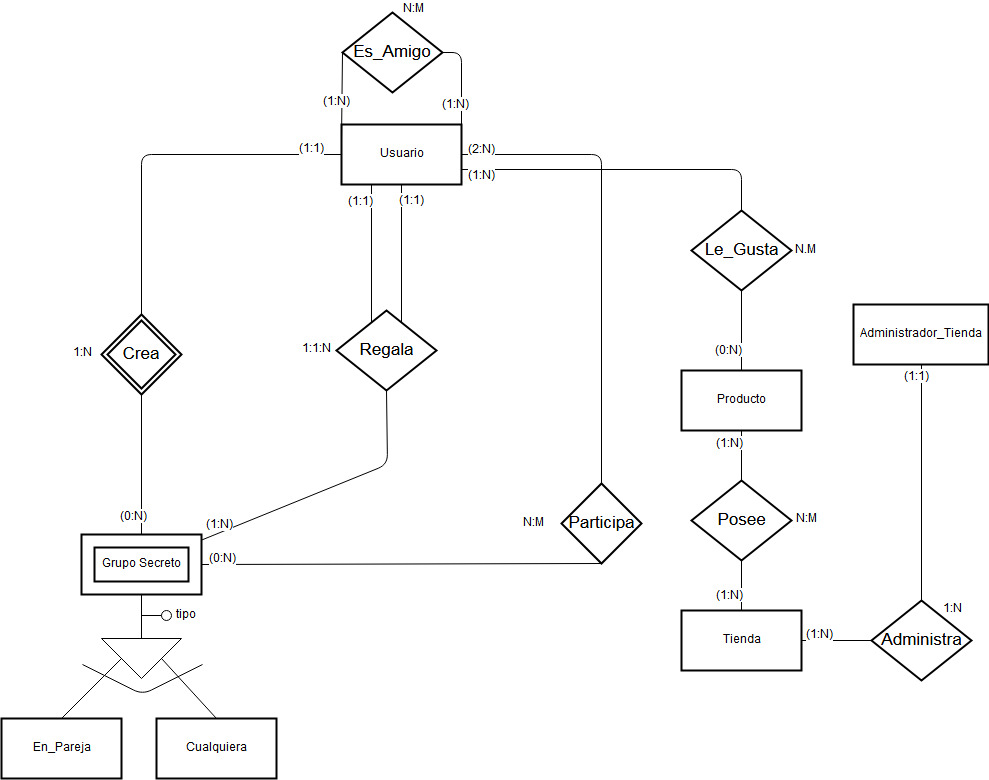 N:M
Es_Amigo
(1:N)
(1:N)
(1:1)
Usuario
(2:N)
(1:N)
(1:1)
(1:1)
Le_Gusta
N.M
1:N
Crea
1:1:N
Regala
Administrador_Tienda
(0:N)
(1:1)
Producto
(1:N)
(0:N)
(1:N)
N:M
Participa
Posee
N:M
Grupo Secreto
(0:N)
(1:N)
tipo
1:N
Tienda
(1:N)
Administra
En_Pareja
Cualquiera